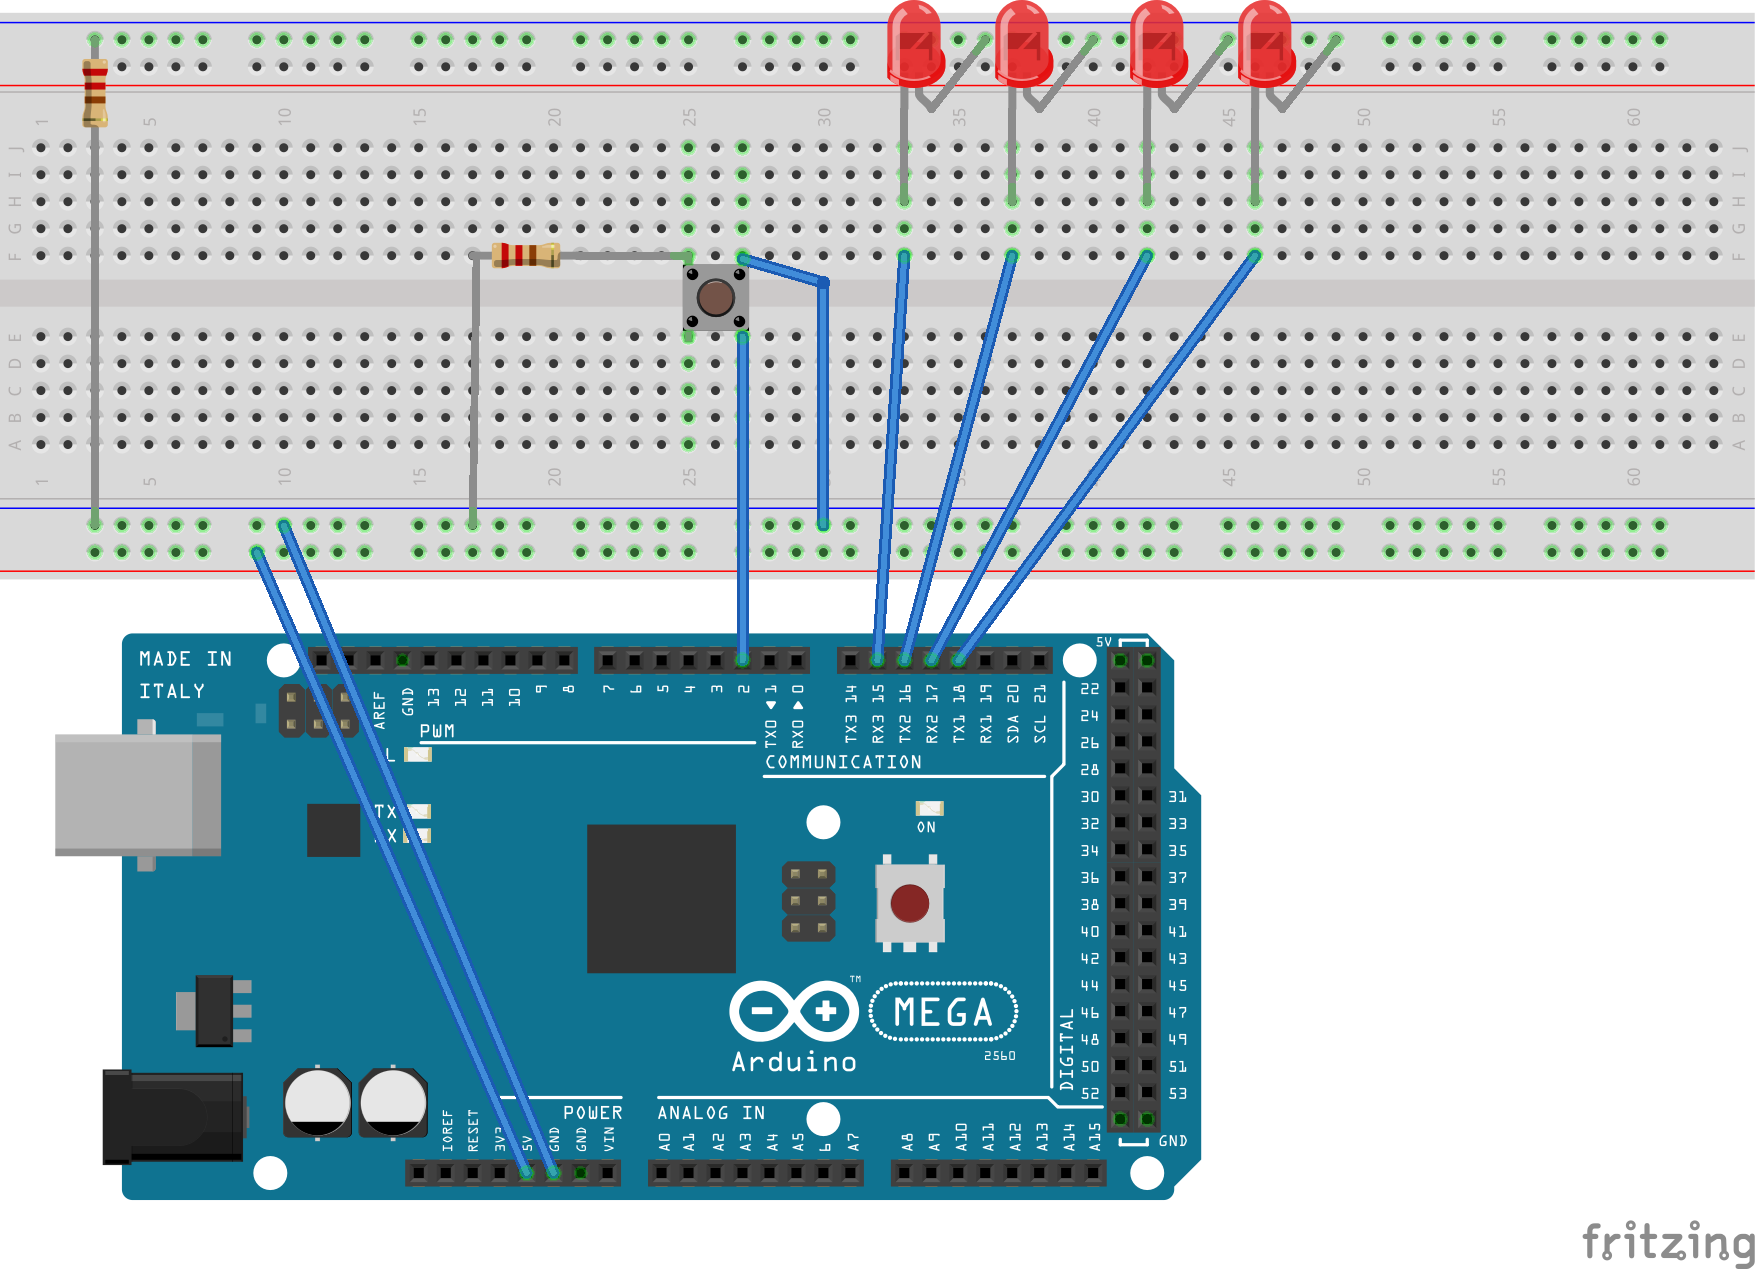 1 5 10 15 20 25 30 35 40 45 50 55 60
J J
I I
H H
G G
F F
E E
D D
C C
B B
A A
1 5 10 15 20 25 45 50 55 60
MADE IN
ITALY
5V
AREF GND 13 12 11 10 9 8
7 6 5 4 3 2 TX0 1 RX0 0
TX3 14 RX3 15 TX2 16 RX2 17 TX1 18 RX1 19 SDA 20 SCL 21
PWM
L
COMMUNICATION
TX
X
ON
22
24
26
28
30 31
32 33
34 35
36 37
38 39
40 41
42 43
44 45
46 47
48 49
50 51
52 53
GND
DIGITAL
TM
MEGA
2560
Arduino
POWER
ANALOG IN
IOREF RESET 3V3 5V GND GND VIN
A0 A1 A2 A3 A4 A5 6 A7
A8 A9 A10 A11 A12 A13 A14 A15
fritzing